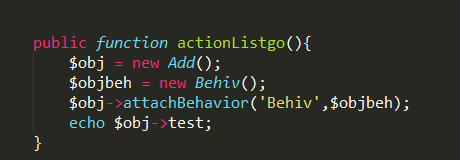 public function actionListgo(){
$obj = new Add();
$objbeh = new Behiv();
$obj->attachBehavior('Behiv',$objbeh);
echo $obj->test;
}